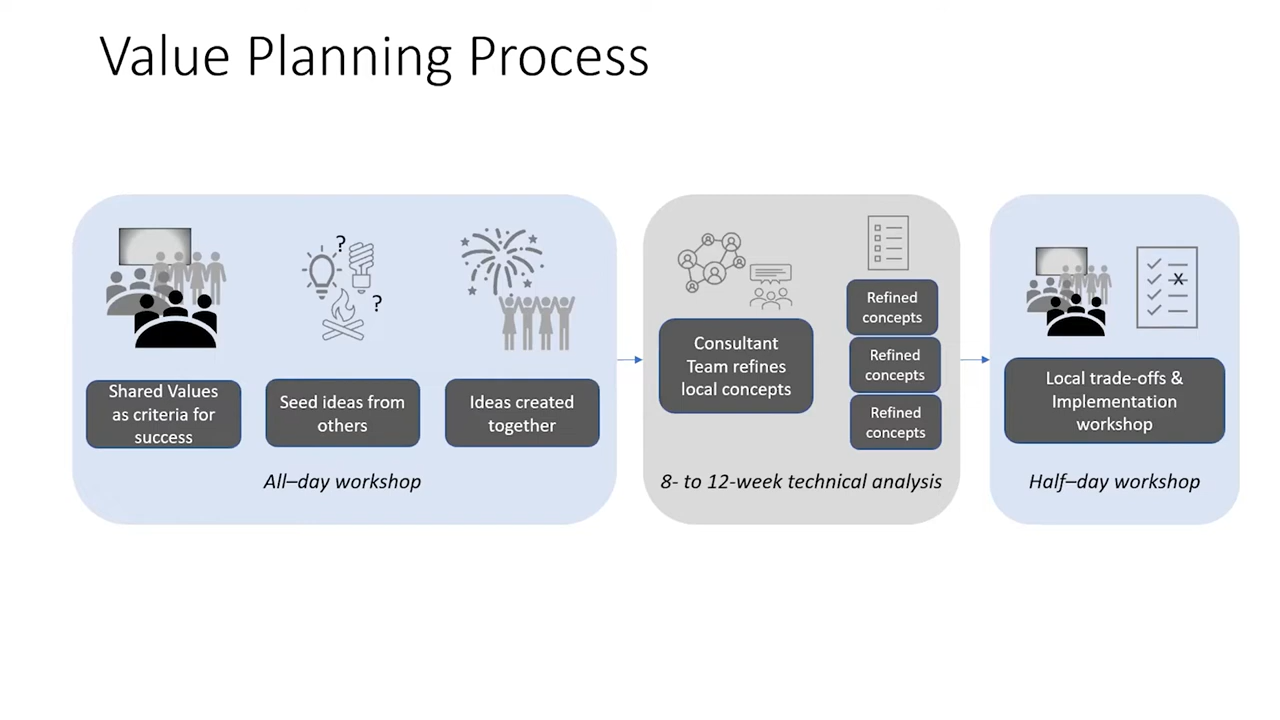 Value Planning Process
?
?
Shared Values
as criteria for
success
Seed ideas from
others
Ideas created
together
All–day workshop
Consultant
Team refines
local concepts
Refined
concepts
Refined
concepts
Refined
concepts
8- to 12-week technical analysis
Local trade-offs &
Implementation
workshop
Half–day workshop